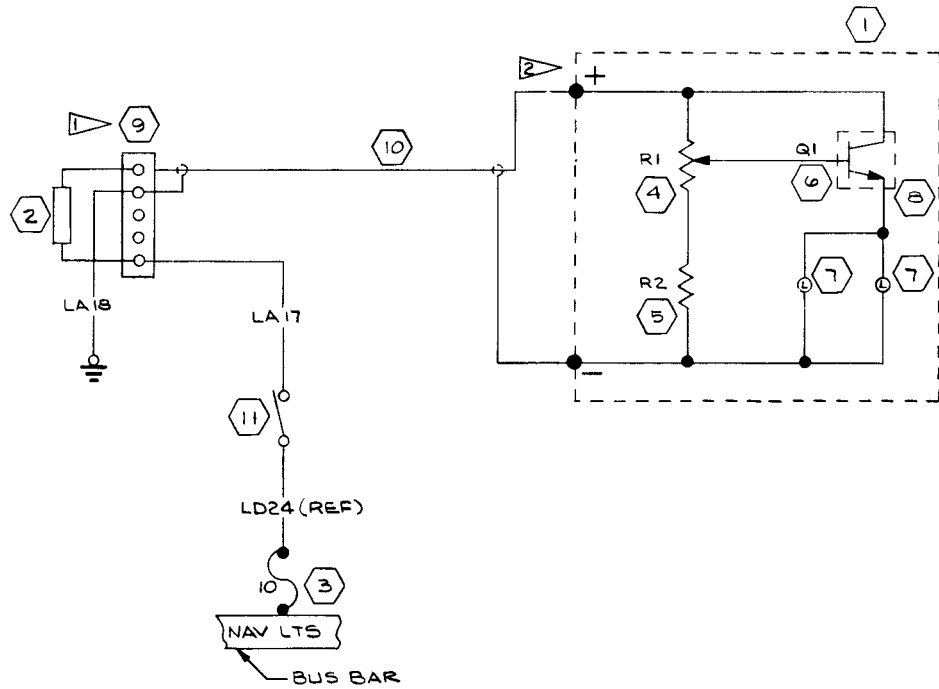 1
2 +
1 9
10
R1 Q1
4 6 8
2
R2 7 L L 7
5
LA18 LA17
−
11
LD24 (REF)
10 3
NAV LTS
BUS BAR